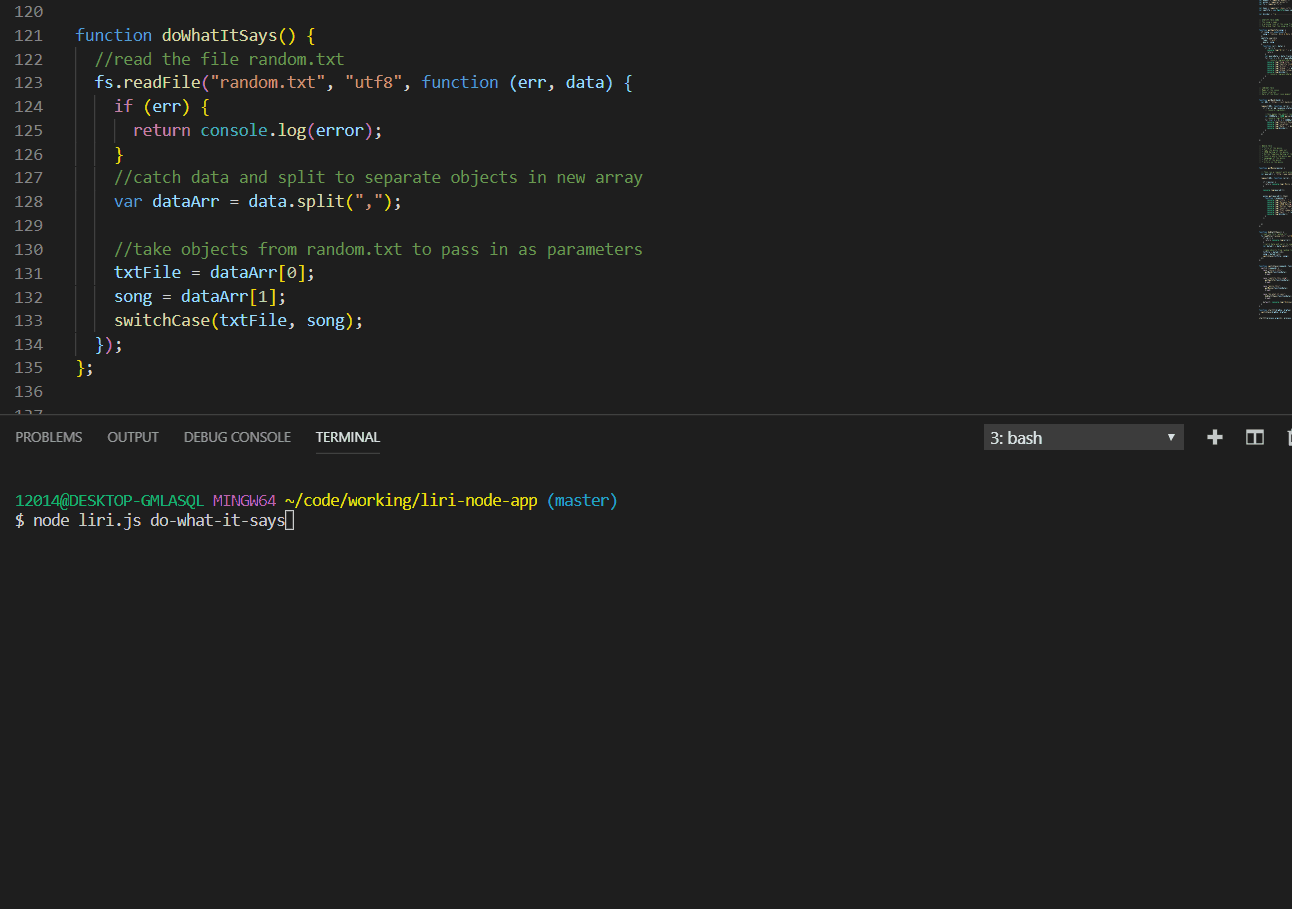 120
121 function doWhatItSays() {
122 //read the file random.txt
123 fs.readFile("random.txt", "utf8", function (err, data) {
124 if (err) {
125 return console.log(error);
126 }
127 //catch data and split to separate objects in new array
128 var dataArr = data.split(",");
129
130 //take objects from random.txt to pass in as parameters
131 txtFile = dataArr[0];
132 song = dataArr[1];
133 switchCase(txtFile, song);
134 });
135 };
136
PROBLEMS OUTPUT DEBUG CONSOLE TERMINAL 3: bash
12014@DESKTOP-GMLASQL MINGW64 ~/code/working/liri-node-app (master)
$ node liri.js do-what-it-says